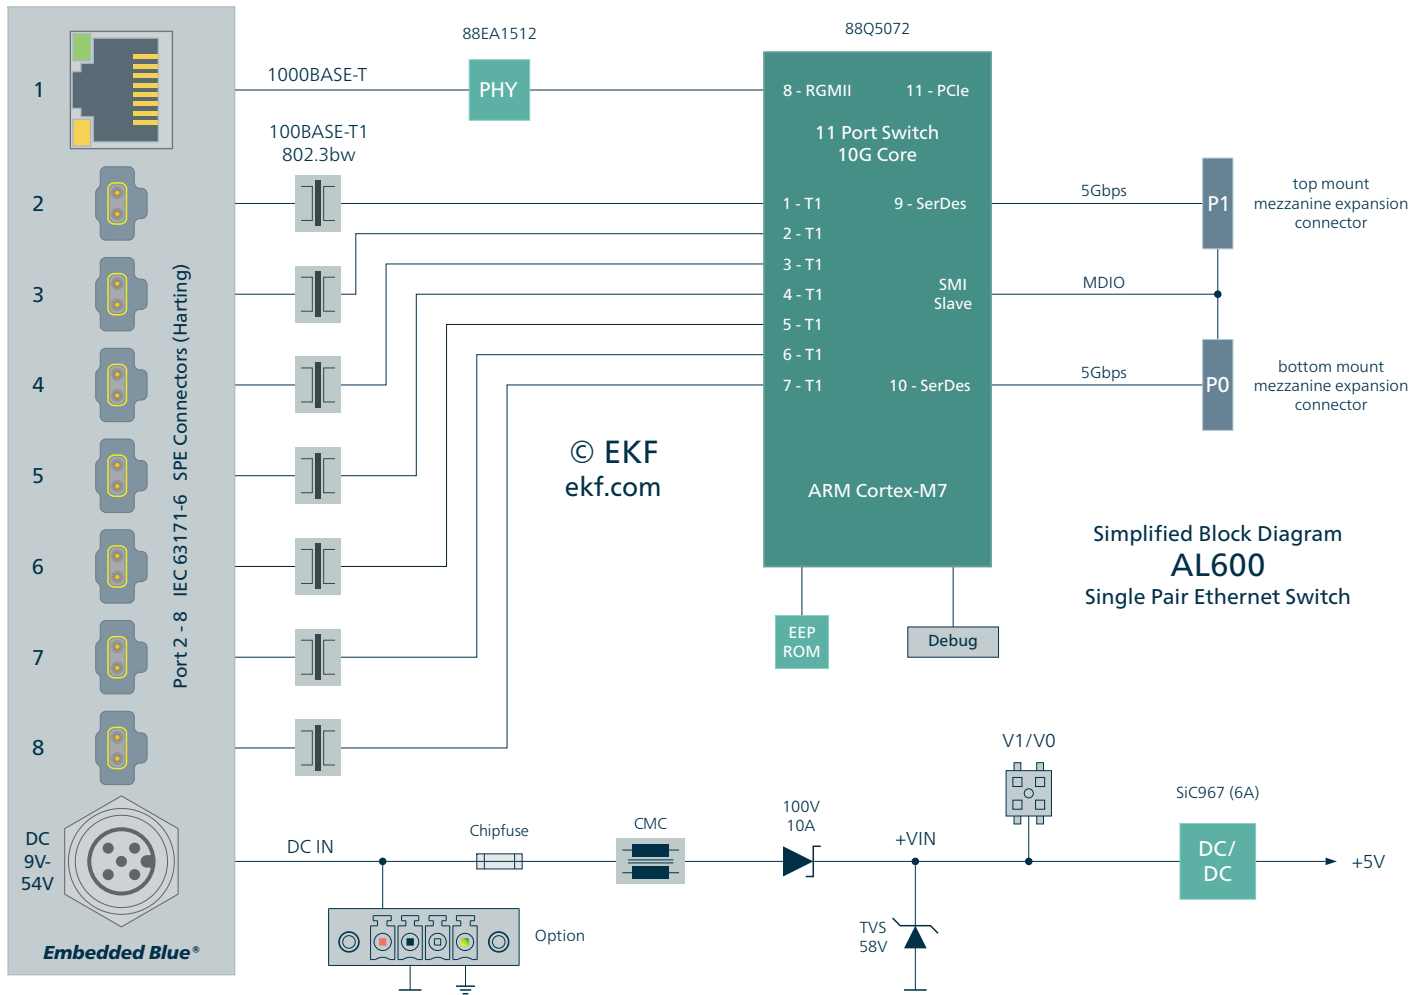 88EA1512
88Q5072
1
1000BASE-T
PHY
8 - RGMII
11 - PCIe
11 Port Switch
10G Core
100BASE-T1
802.3bw
2
1 - T1
9 - SerDes
5Gbps
P1
top mount
mezzanine expansion
connector
2 - T1
3
3 - T1
4 - T1
SMI
Slave
MDIO
5 - T1
6 - T1
4
7 - T1
10 - SerDes
5Gbps
P0
bottom mount
mezzanine expansion
connector
5
© EKF
ekf.com
ARM Cortex-M7
Simplified Block Diagram
AL600
Single Pair Ethernet Switch
6
Port 2 - 8 IEC 63171-6 SPE Connectors (Harting)
EEP
ROM
Debug
7
8
V1/V0
SiC967 (6A)
DC
9V-
54V
DC IN
Chipfuse
CMC
100V
10A
+VIN
DC/
DC
+5V
TVS
58V
Option
Embedded Blue®